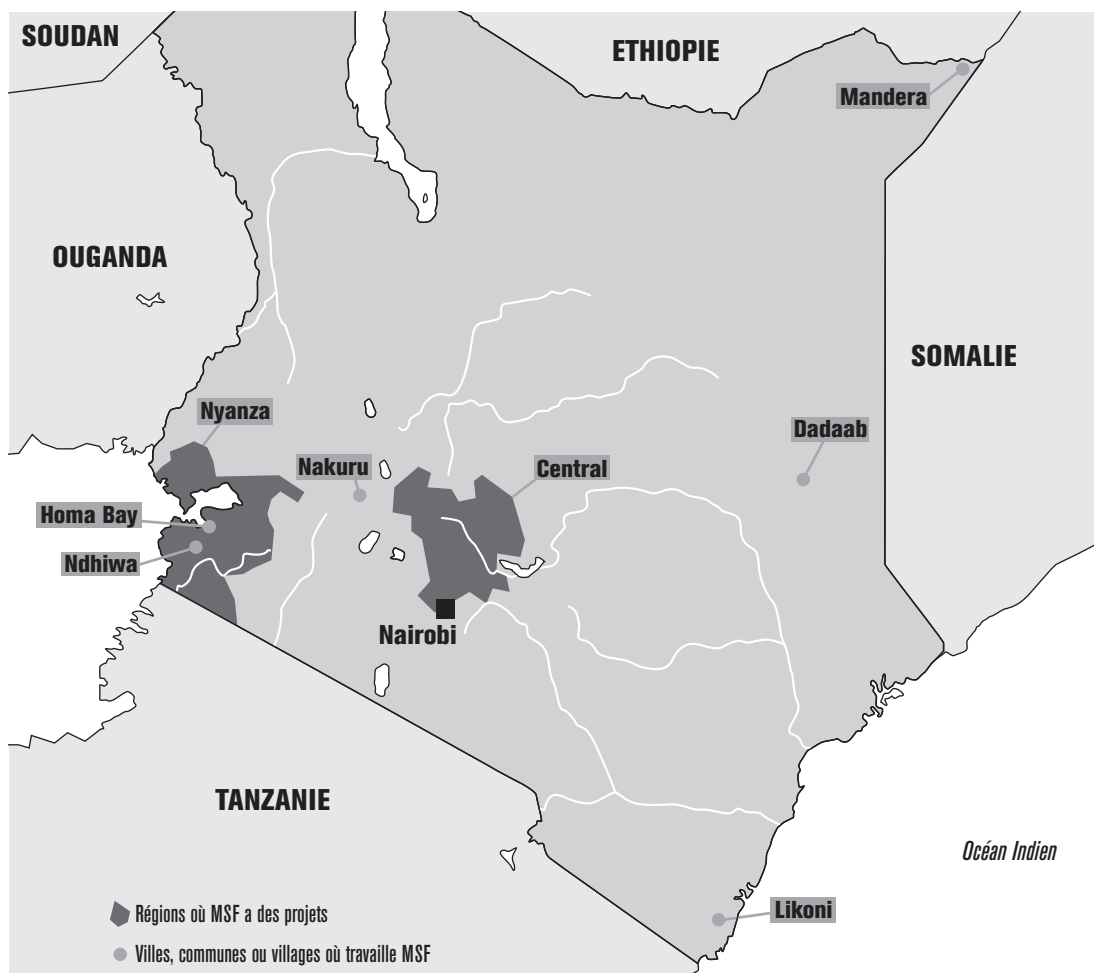 SOUDAN
ETHIOPIE
Mandera
OUGANDA
SOMALIE
Nyanza
Dadaab
Nakuru
Central
Homa Bay
Ndhiwa
Nairobi
TANZANIE
Océan Indien
Likoni
Régions où MSF a des projets
Villes, communes ou villages où travaille MSF